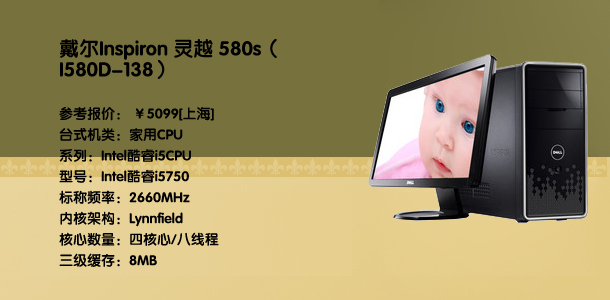 戴尔Inspiron 灵越 580s（
I580D-138）
参考报价：￥5099[上海]
台式机类：家用CPU
系列：Intel酷睿i5CPU
型号：Intel酷睿i5750
标称频率：2660MHz
内核架构：Lynnfield
核心数量：四核心/八线程
三级缓存：8MB
DELL
DELL